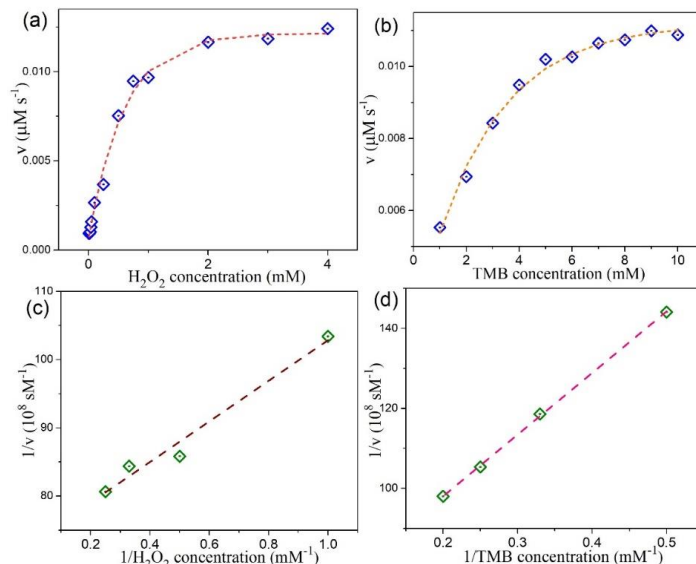 (a)
0.010
0.005
0.000
v (μM s⁻¹)
0 1 2 3 4
H₂O₂ concentration (mM)
(b)
0.010
0.008
0.006
v (μM s⁻¹)
0 2 4 6 8 10
TMB concentration (mM)
(c)
110
100
90
80
1/v (10⁸ sM⁻¹)
0.2 0.4 0.6 0.8 1.0
1/H₂O₂ concentration (mM⁻¹)
(d)
140
120
100
1/v (10⁸ sM⁻¹)
0.2 0.3 0.4 0.5
1/TMB concentration (mM⁻¹)